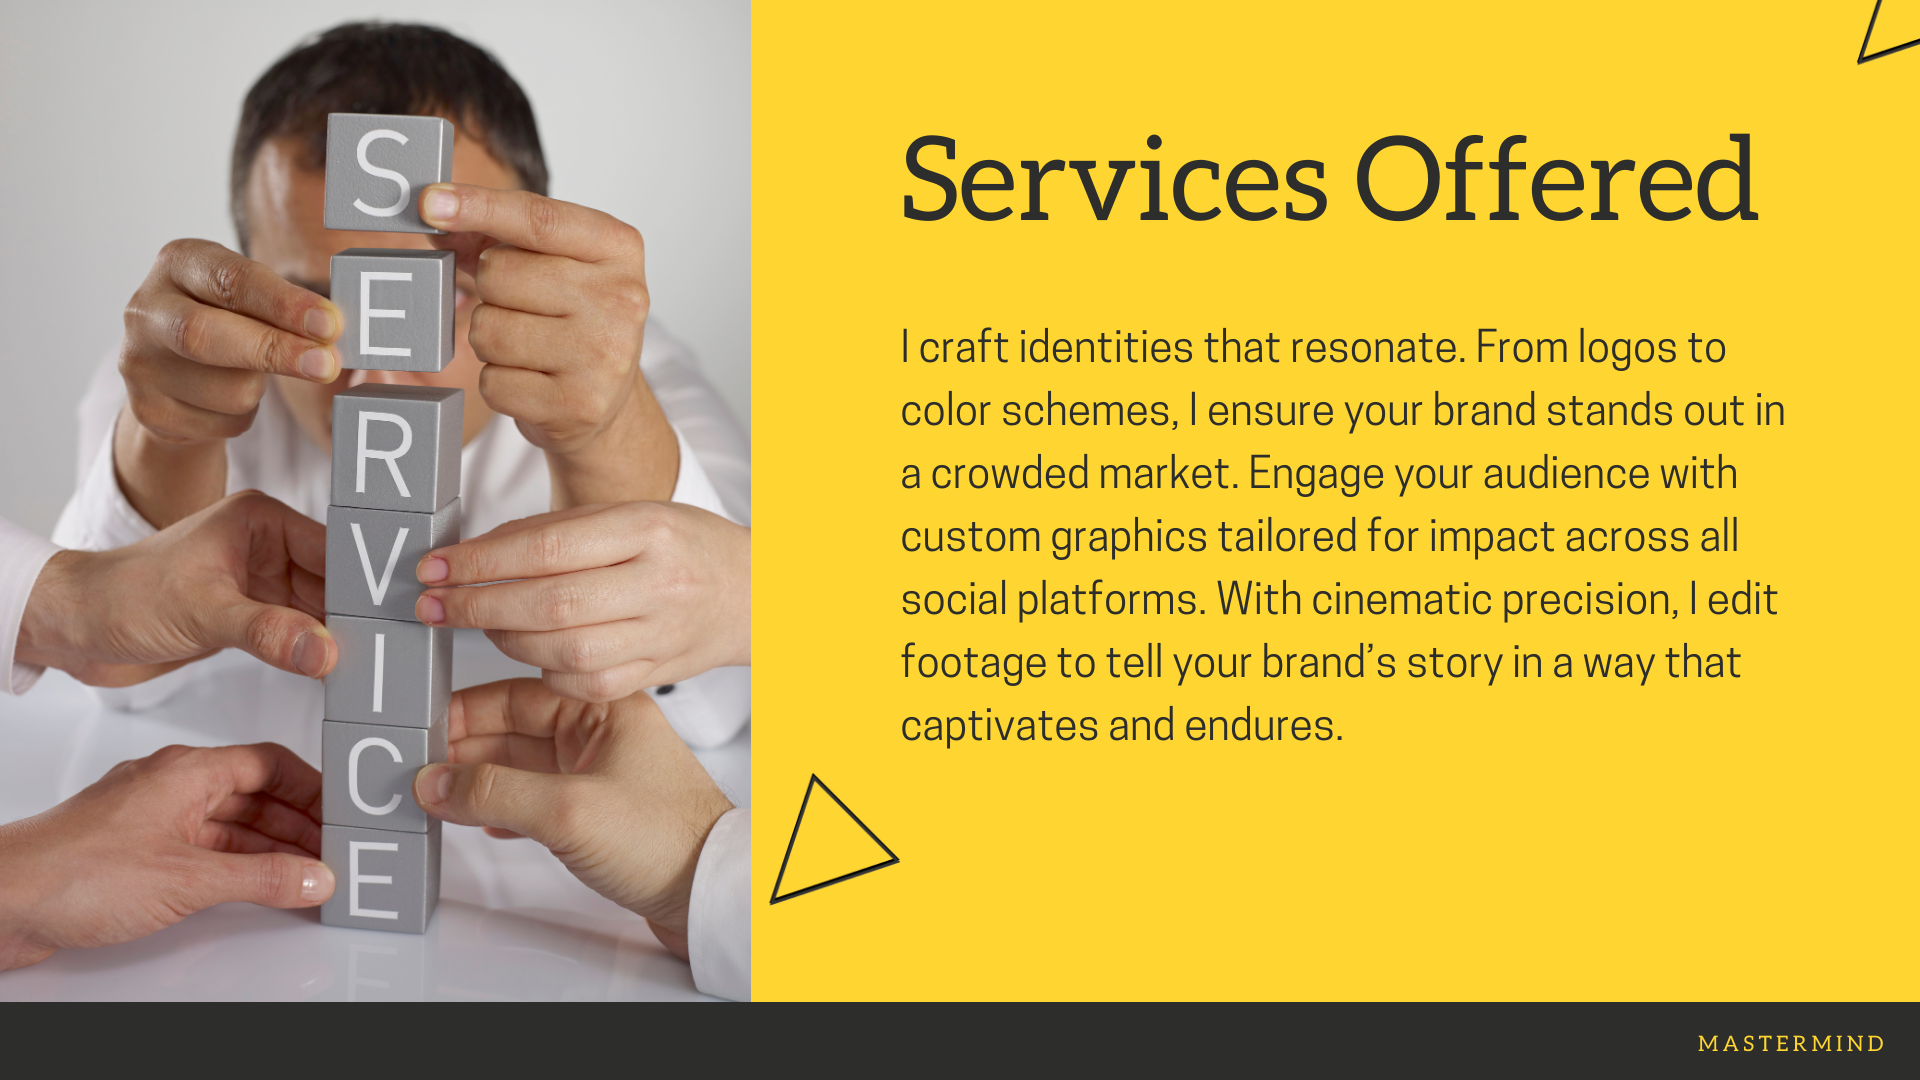 S
E
R
V
I
C
E
Services Offered
I craft identities that resonate. From logos to
color schemes, I ensure your brand stands out in
a crowded market. Engage your audience with
custom graphics tailored for impact across all
social platforms. With cinematic precision, I edit
footage to tell your brand’s story in a way that
captivates and endures.
MASTERMIND